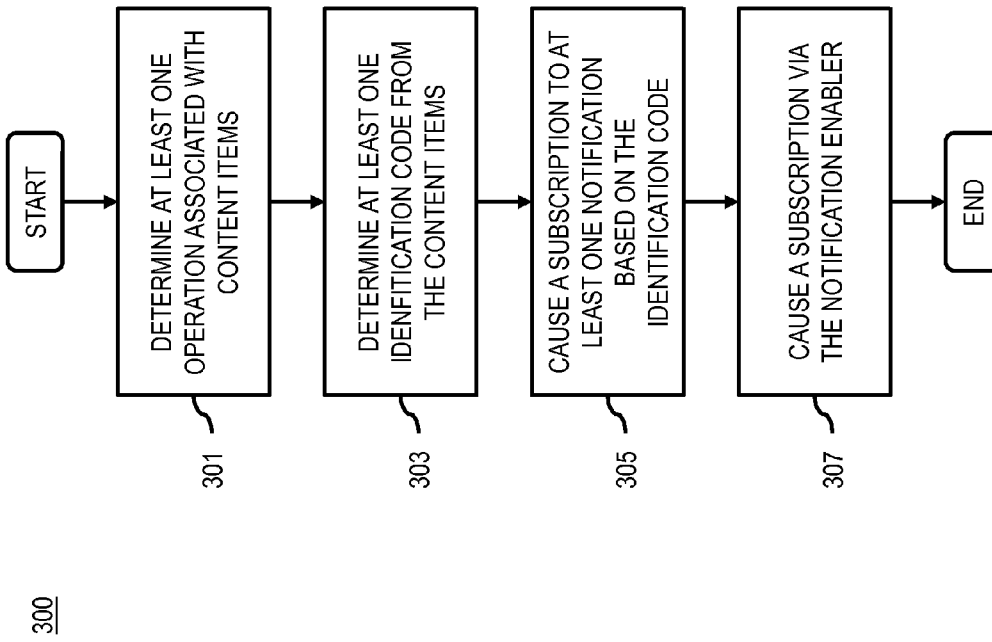 300
START
DETERMINE AT LEAST ONE
OPERATION ASSOCIATED WITH
CONTENT ITEMS
301
DETERMINE AT LEAST ONE
IDENFITICATION CODE FROM
THE CONTENT ITEMS
303
CAUSE A SUBSCRIPTION TO AT
LEAST ONE NOTIFICATION
BASED ON THE
IDENTIFICATION CODE
305
CAUSE A SUBSCRIPTION VIA
THE NOTIFICATION ENABLER
307
END